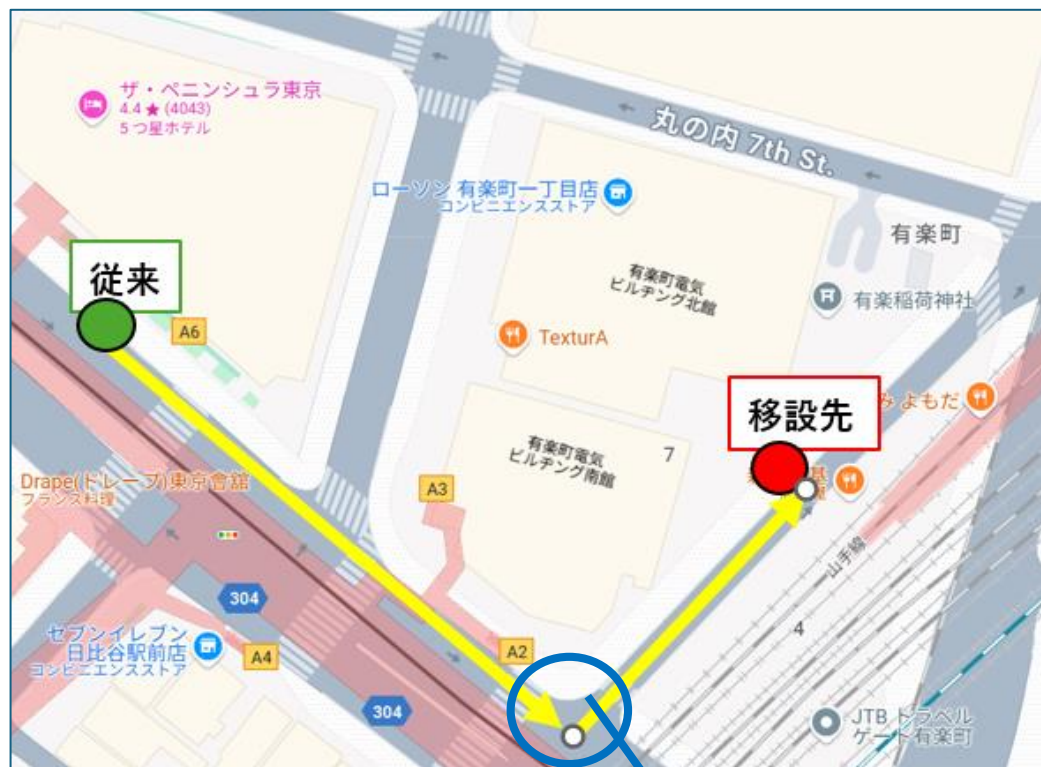 ザ・ペニンシュラ東京
4.4 ★ (4043)
5 つ星ホテル
丸の内 7th St.
ローソン 有楽町一丁目店
コンビニエンスストア
有楽町
従来
有楽町電気
ビルヂング北館
有楽稲荷神社
A6
TexturA
移設先
み よもだ
有楽町電気
ビルヂング南館
7
Drape(ドレープ)東京會舘
フランス料理
A3
山手線
304
セブンイレブン
日比谷駅前店
コンビニエンスストア
A4
A2
4
304
JTB トラベル
ゲート有楽町